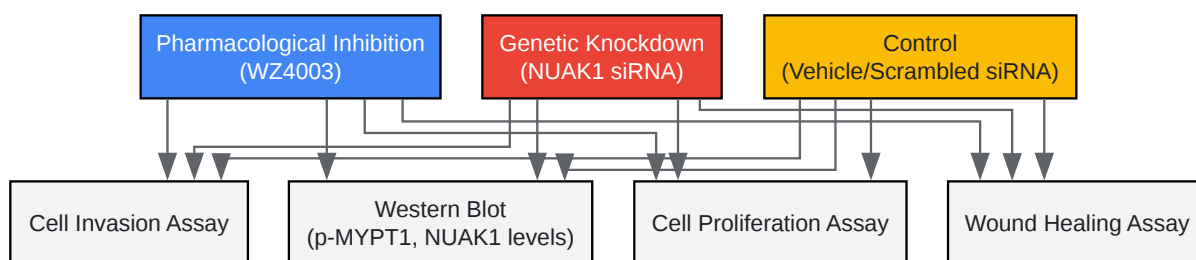 Pharmacological Inhibition
(WZ4003)
Genetic Knockdown
(NUAK1 siRNA)
Control
(Vehicle/Scrambled siRNA)
Cell Invasion Assay
Western Blot
(p-MYPT1, NUAK1 levels)
Cell Proliferation Assay
Wound Healing Assay